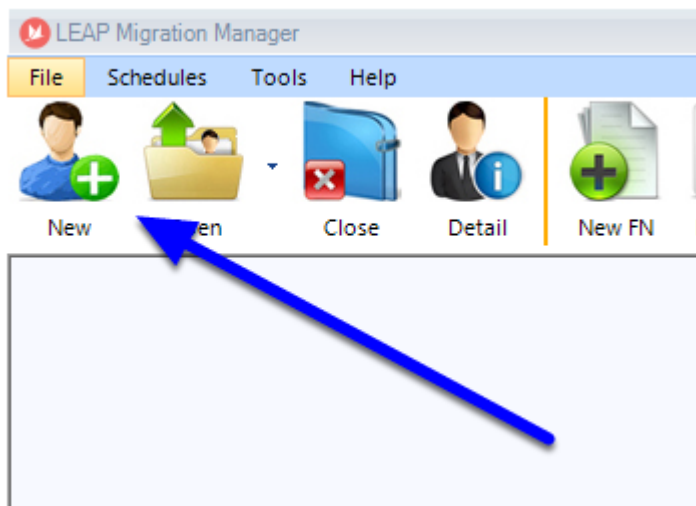 LEAP Migration Manager
File Schedules Tools Help
New Close Detail New FN